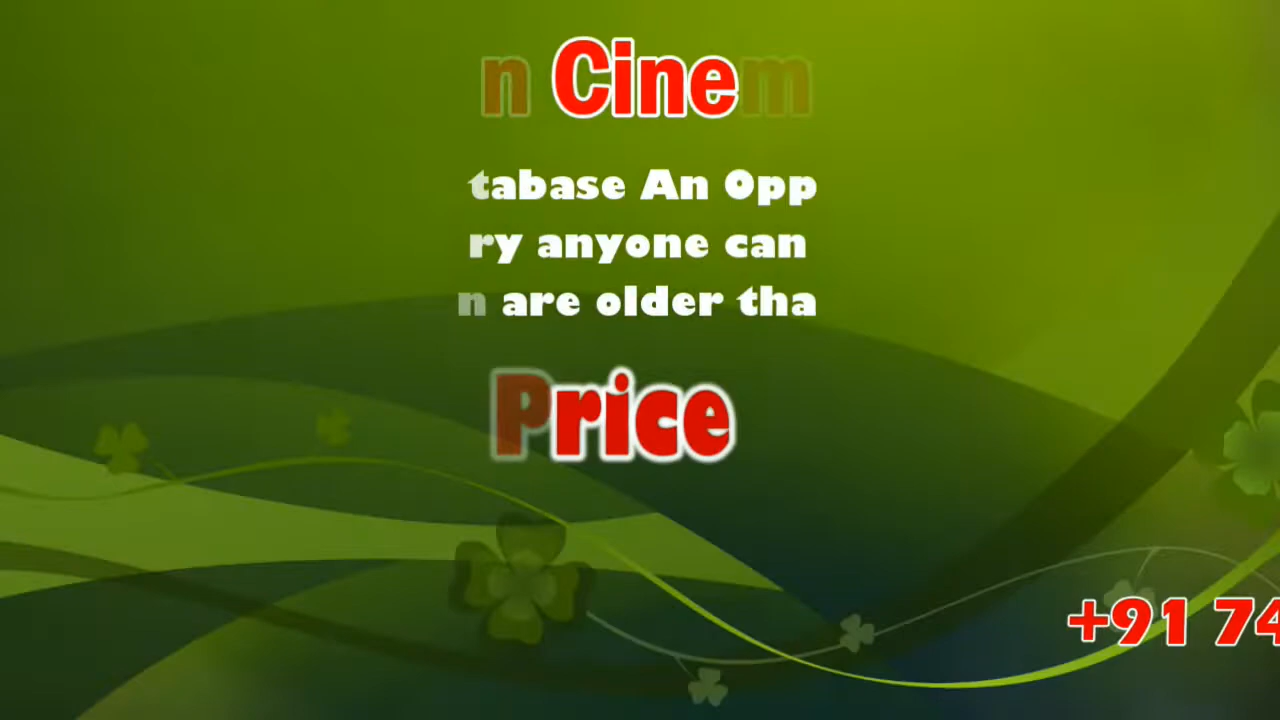 n Cinem
tabase An Opp
ry anyone can
n are older tha
Price
+91 74